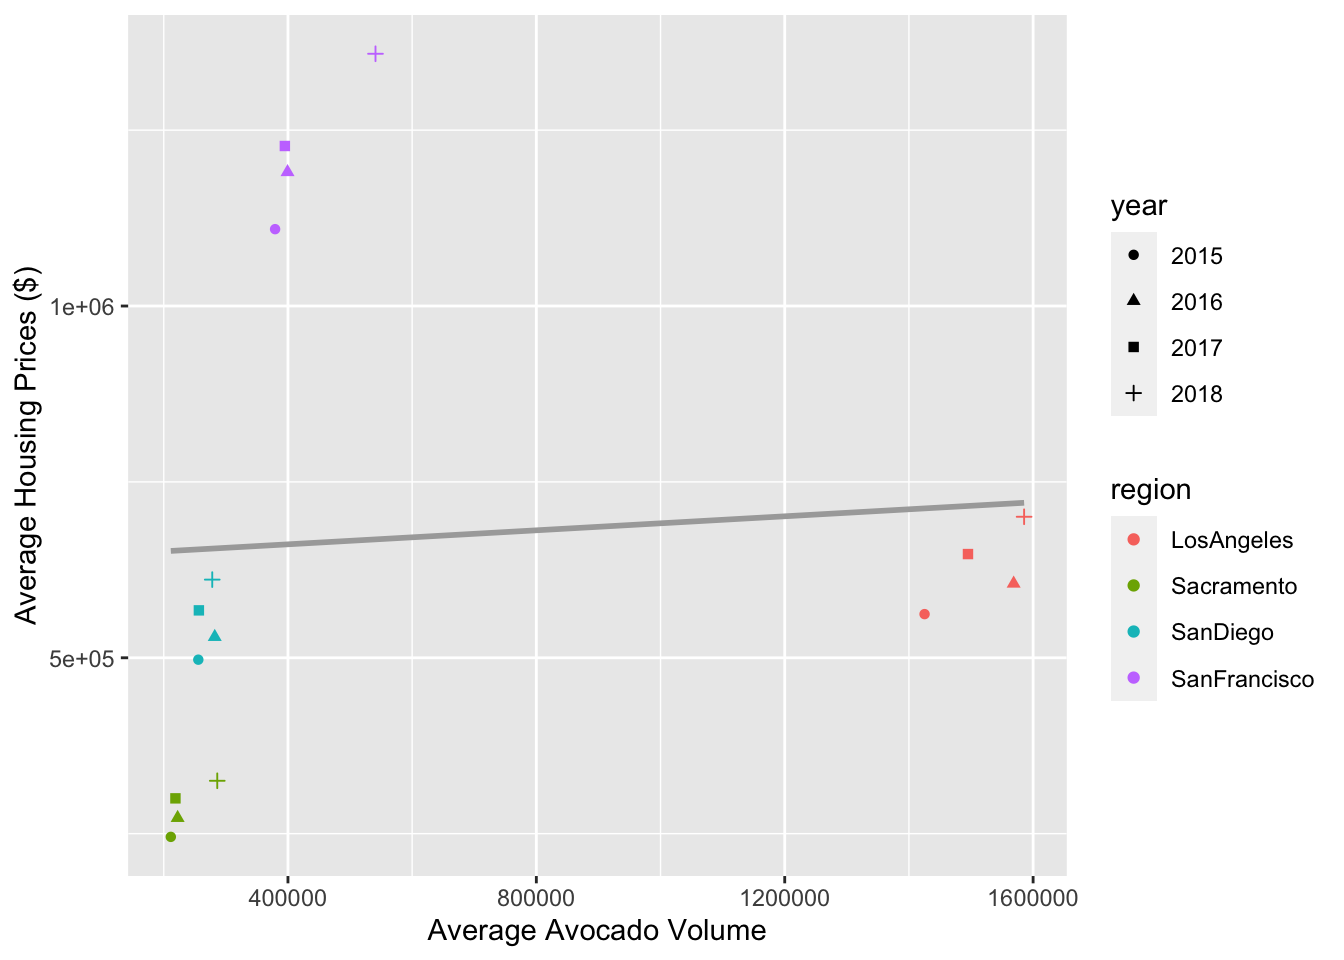 Average Housing Prices ($)
1e+06
5e+05
400000
800000
1200000
1600000
Average Avocado Volume
year
2015
2016
2017
2018
region
LosAngeles
Sacramento
SanDiego
SanFrancisco